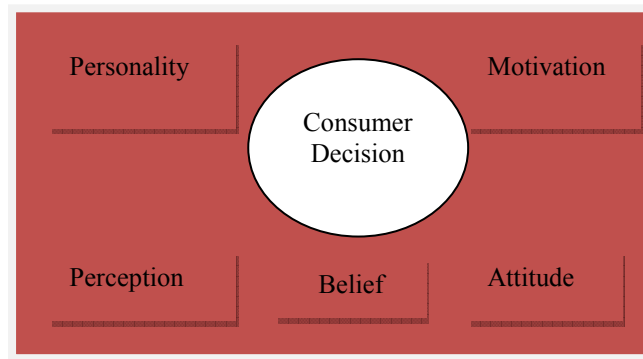 Personality
Motivation
Consumer
Decision
Perception
Belief
Attitude